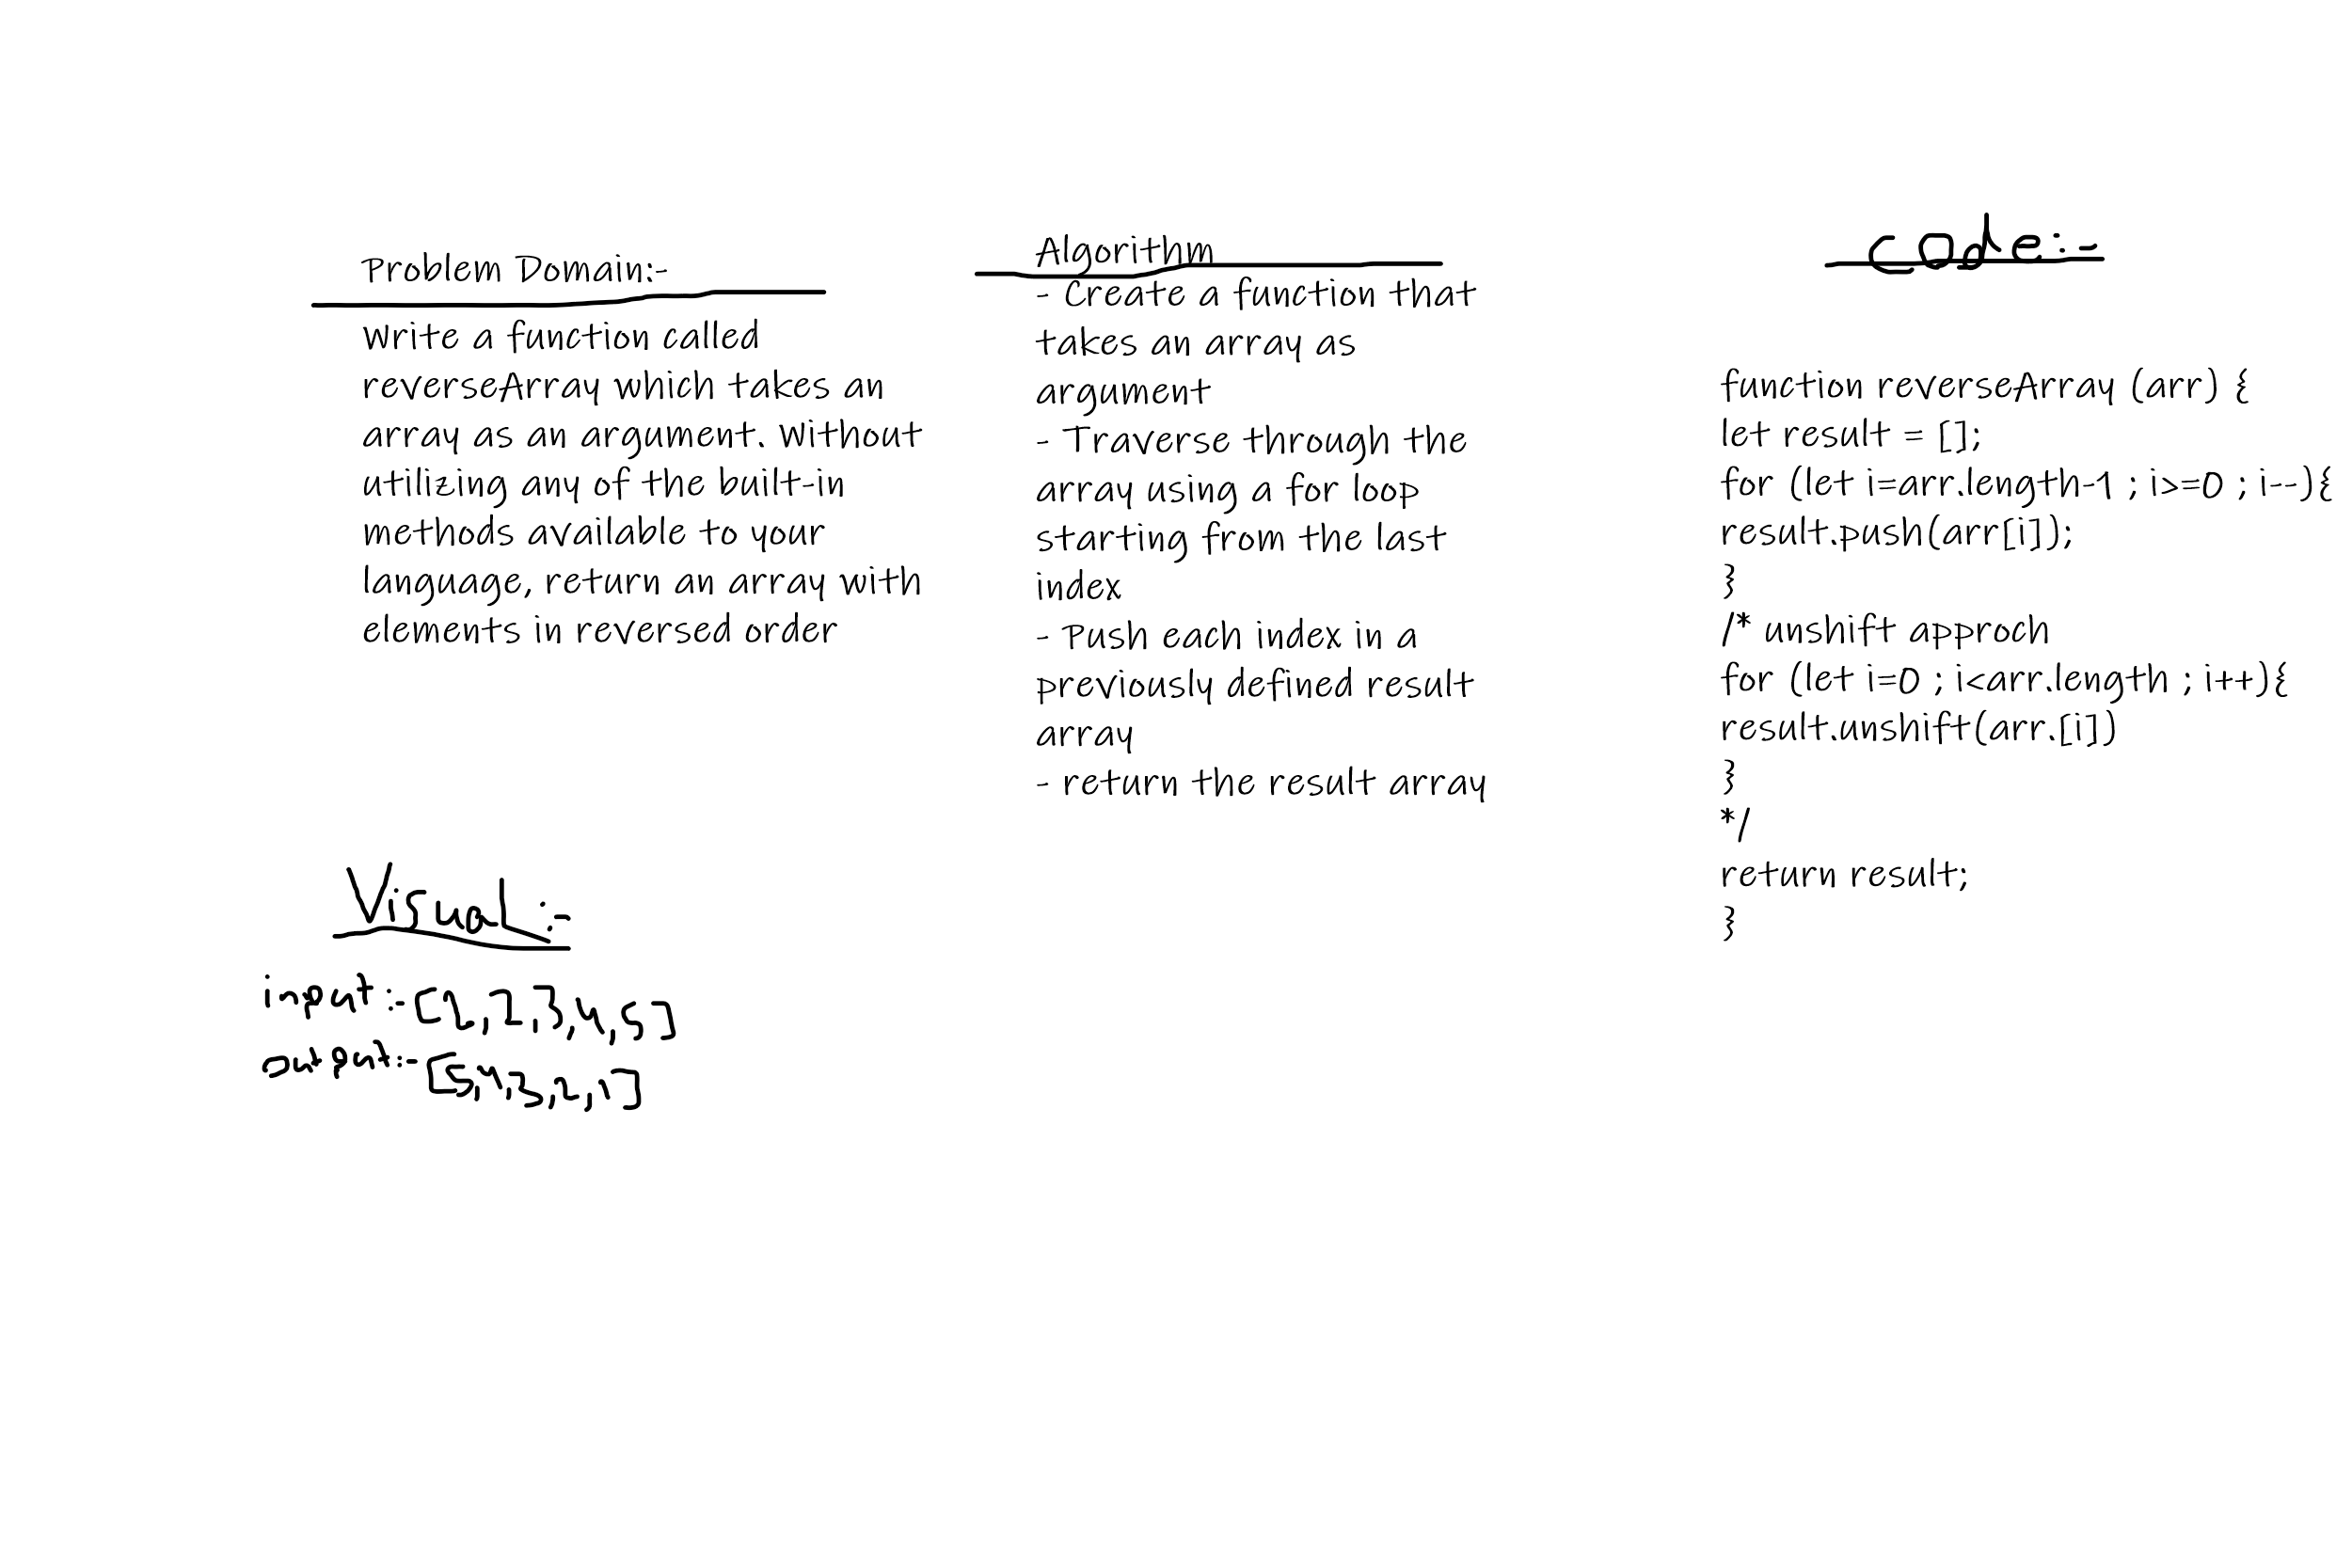 Problem Domain:-
Write a function called
reverseArray which takes an
array as an argument. Without
utilizing any of the built-in
methods available to your
language, return an array with
elements in reversed order
Visual:-
input:-[1,2,3,4,5]
output:-[5,4,3,2,1]
Algorithm
- Create a function that
takes an array as
argument
- Traverse through the
array using a for loop
starting from the last
index
- Push each index in a
previously defined result
array
- return the result array
code:-
function reverseArray (arr) {
let result = [];
for (let i=arr.length-1 ; i>=0 ; i--){
result.push(arr[i]);
}
/* unshift approch
for (let i=0 ; i<arr.length ; i++){
result.unshift(arr.[i])
}
*/
return result;
}